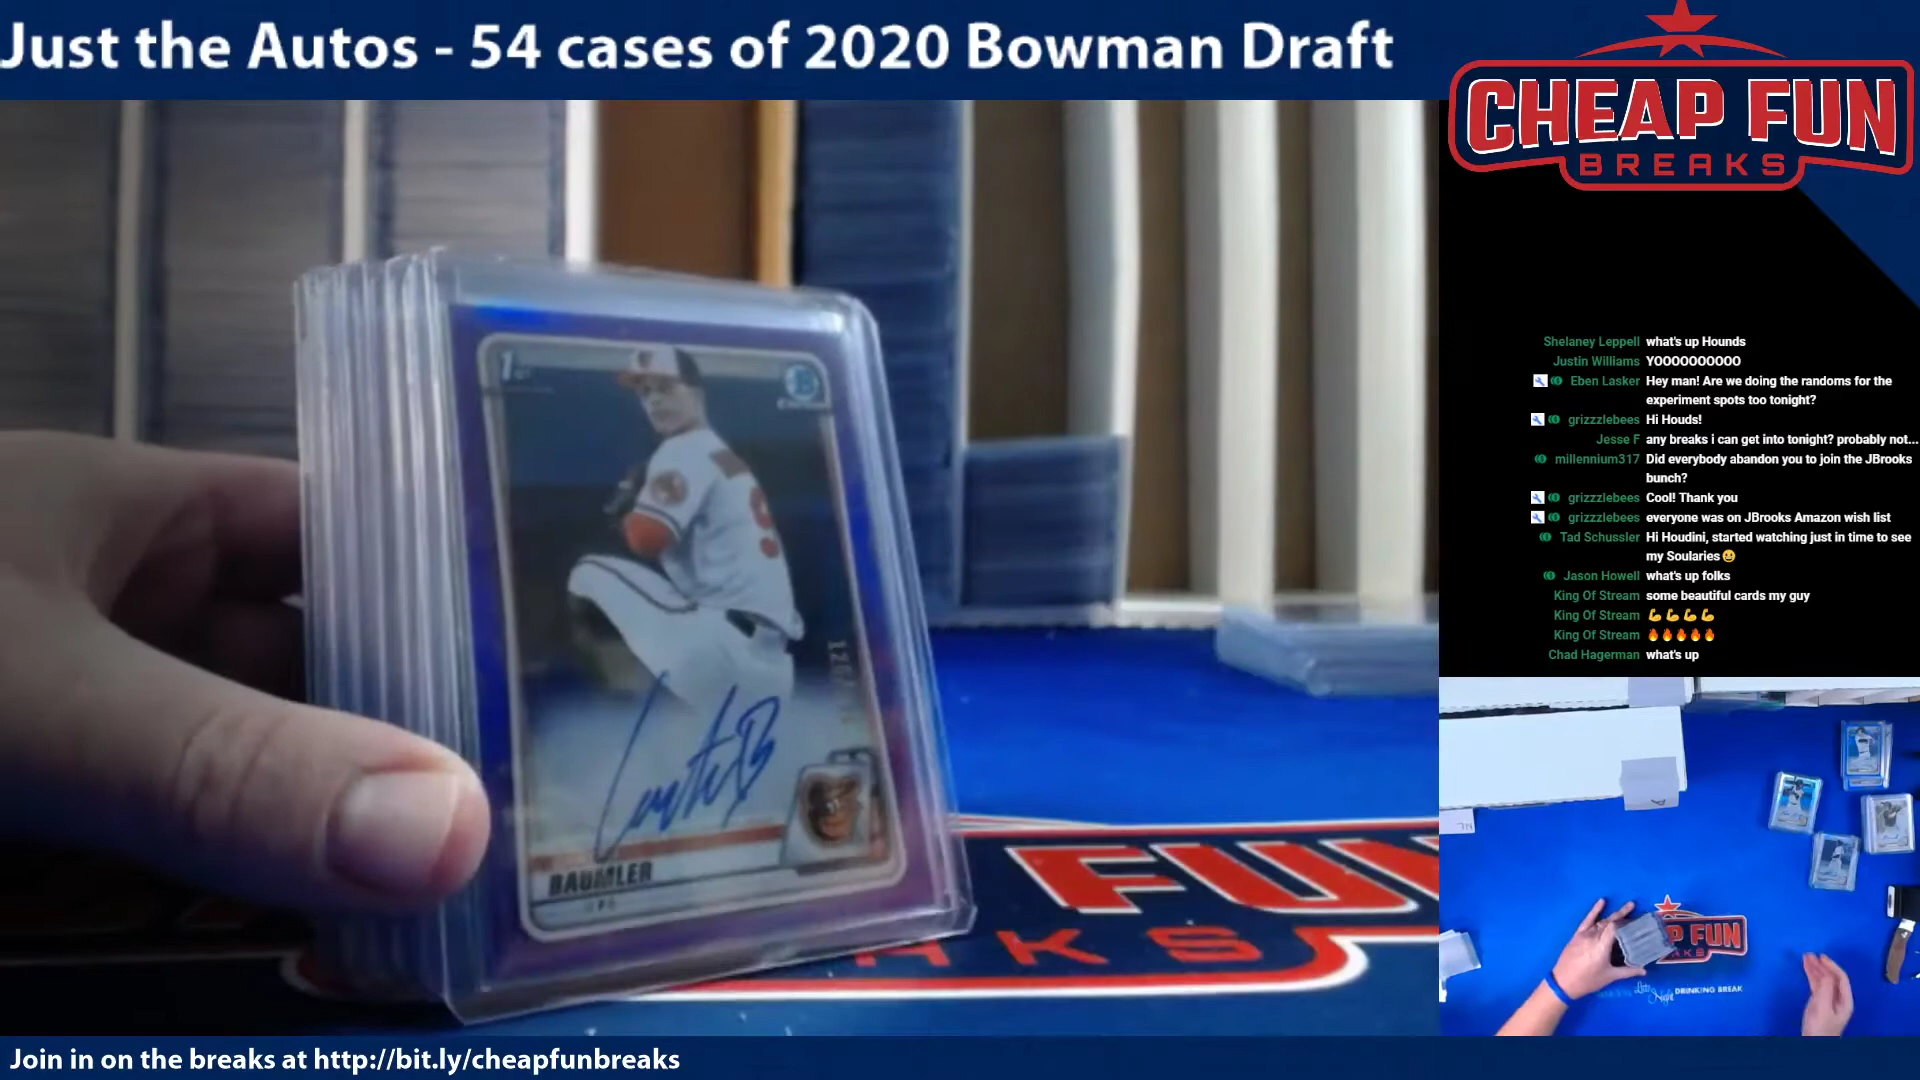 Just the Autos - 54 cases of 2020 Bowman Draft
CHEAP FUN
BREAKS
Shelaney Leppell what's up Hounds
Justin Williams YOOOOOOOOOO
Eben Lasker Hey man! Are we doing the randoms for the
experiment spots too tonight?
grizzzlebees Hi Houds!
Jesse F any breaks i can get into tonight? probably not...
millennium317 Did everybody abandon you to join the JBrooks
bunch?
grizzzlebees Cool! Thank you
grizzzlebees everyone was on JBrooks Amazon wish list
Tad Schussler Hi Houdini, started watching just in time to see
my Soularies😀
Jason Howell what's up folks
King Of Stream some beautiful cards my guy
King Of Stream 💪💪💪💪
King Of Stream 🔥🔥🔥🔥🔥
Chad Hagerman what's up
1ST
BAUMLER
FUN
DRINKING BREAK
Join in on the breaks at http://bit.ly/cheapfunbreaks